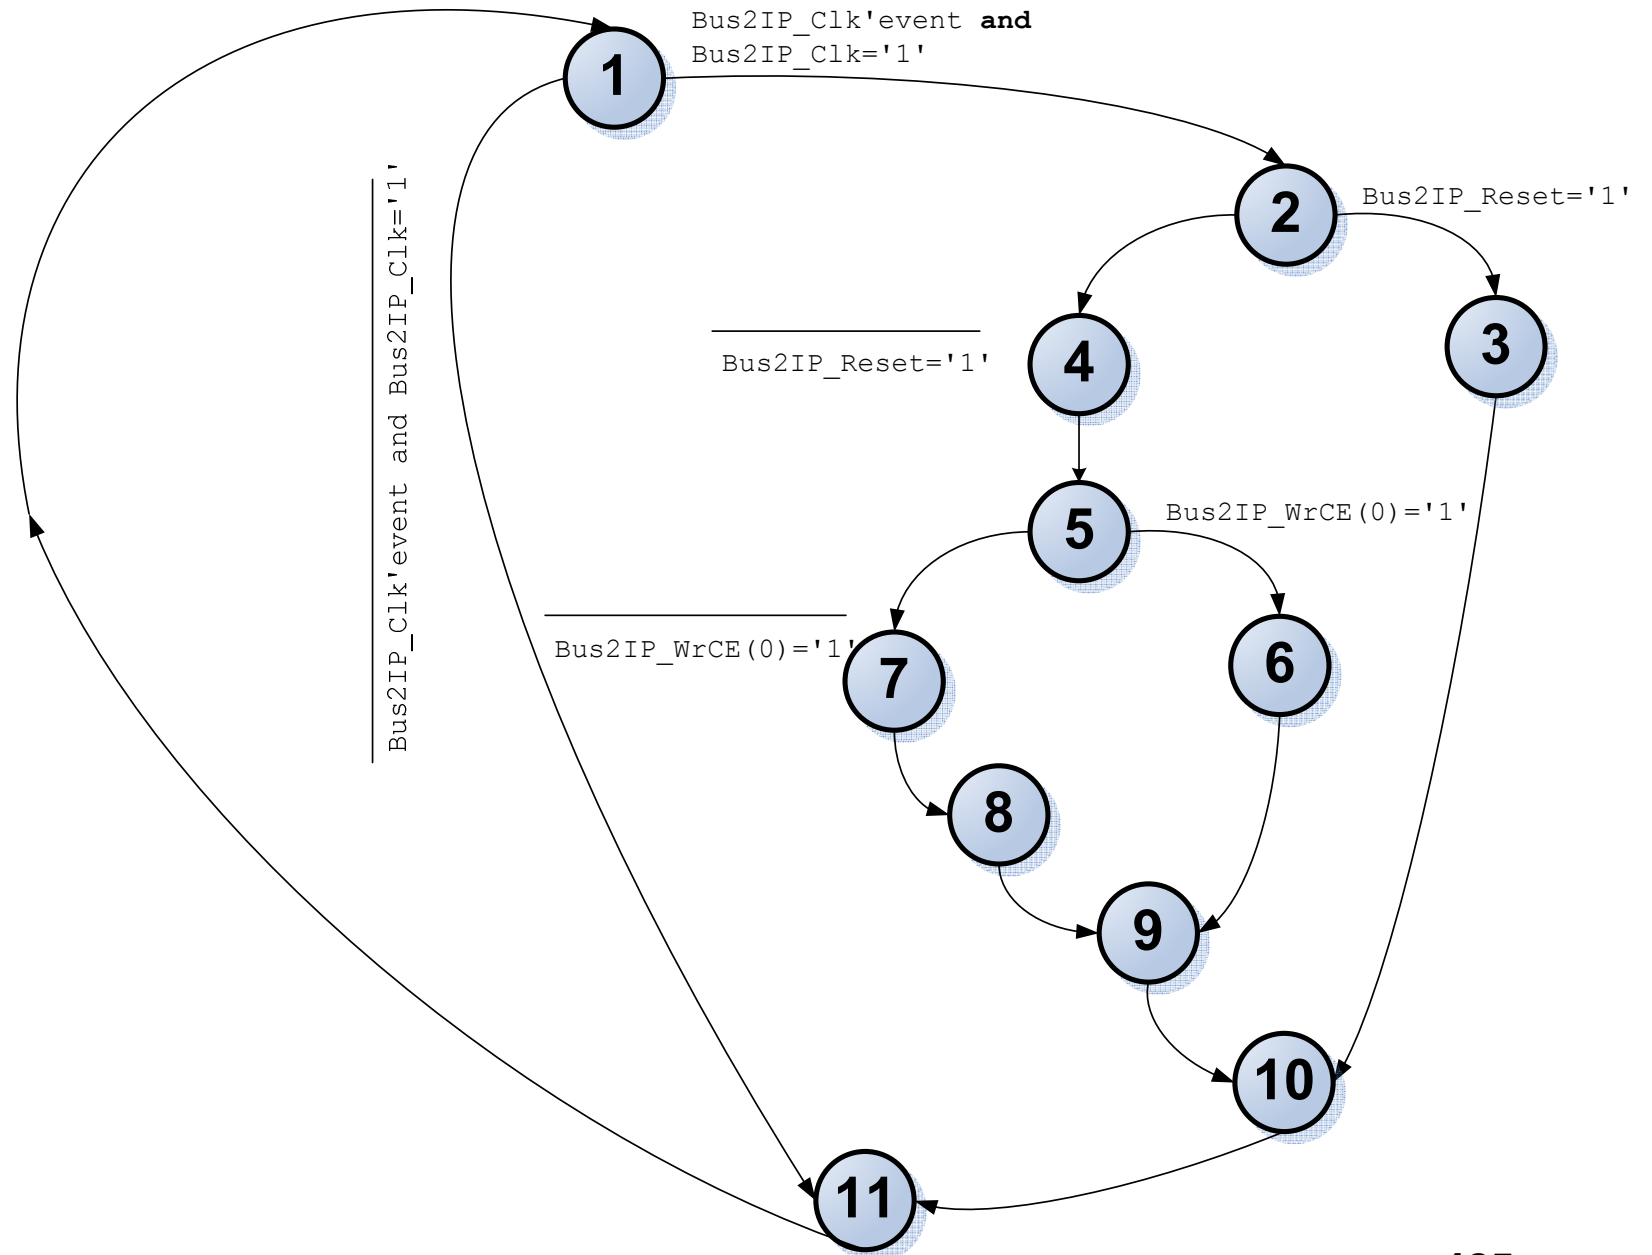 Bus2IP_Clk'event and
Bus2IP_Clk='1'
1
Bus2IP_Clk'event and Bus2IP_Clk='1'
2
Bus2IP_Reset='1'
3
Bus2IP_Reset='1'
4
5
Bus2IP_WrCE(0)='1'
Bus2IP_WrCE(0)='1'
7
6
8
9
10
11